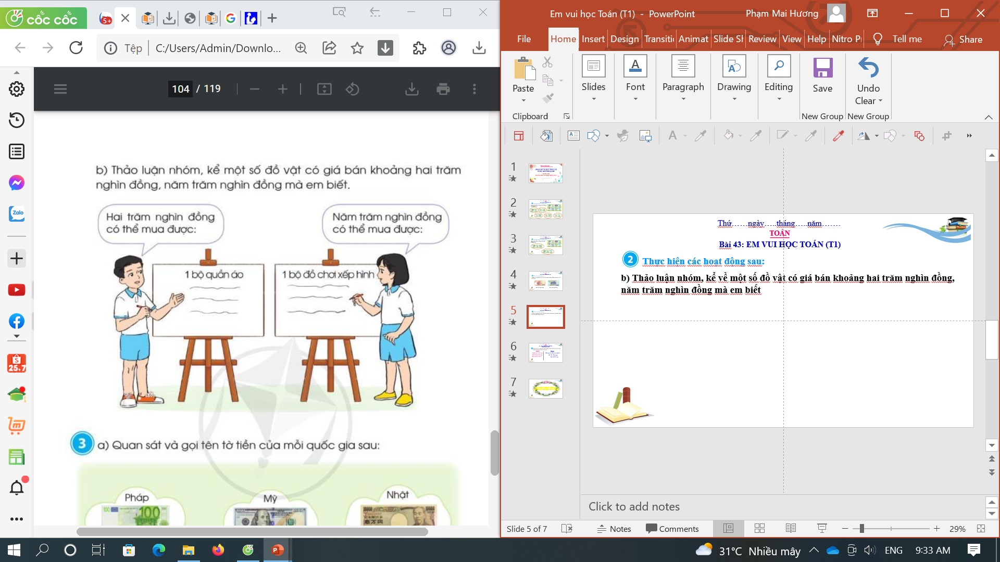 cốc cốc
5+
Tệp
C:/Users/Admin/Downlo...
104 / 119
Zalo
25.7
b) Thảo luận nhóm, kể một số đồ vật có giá bán khoảng hai trăm
nghìn đồng, năm trăm nghìn đồng mà em biết.
Hai trăm nghìn đồng
có thể mua được:
Năm trăm nghìn đồng
có thể mua được:
1 bộ quần áo
1 bộ đồ chơi xếp hình
3 a) Quan sát và gọi tên tờ tiền của mỗi quốc gia sau:
Pháp
Mỹ
Nhật
100
100
Em vui học Toán (T1) - PowerPoint
Phạm Mai Hương
File Home Insert Design Transiti Animat Slide Sh Review View Help Nitro P Tell me Share
Paste
Slides
Font
Paragraph
Drawing
Editing
Save
Undo
Clear
Clipboard
New Group
New Group
1
2
3
4
5
6
7
Thứ……ngày…..tháng…..năm…….
TOÁN
Bài 43: EM VUI HỌC TOÁN (T1)
2 Thực hiện các hoạt động sau:
b) Thảo luận nhóm, kể về một số đồ vật có giá bán khoảng hai trăm nghìn đồng,
năm trăm nghìn đồng mà em biết
Click to add notes
Slide 5 of 7
Notes
Comments
29%
31°C Nhiều mây
ENG
9:33 AM